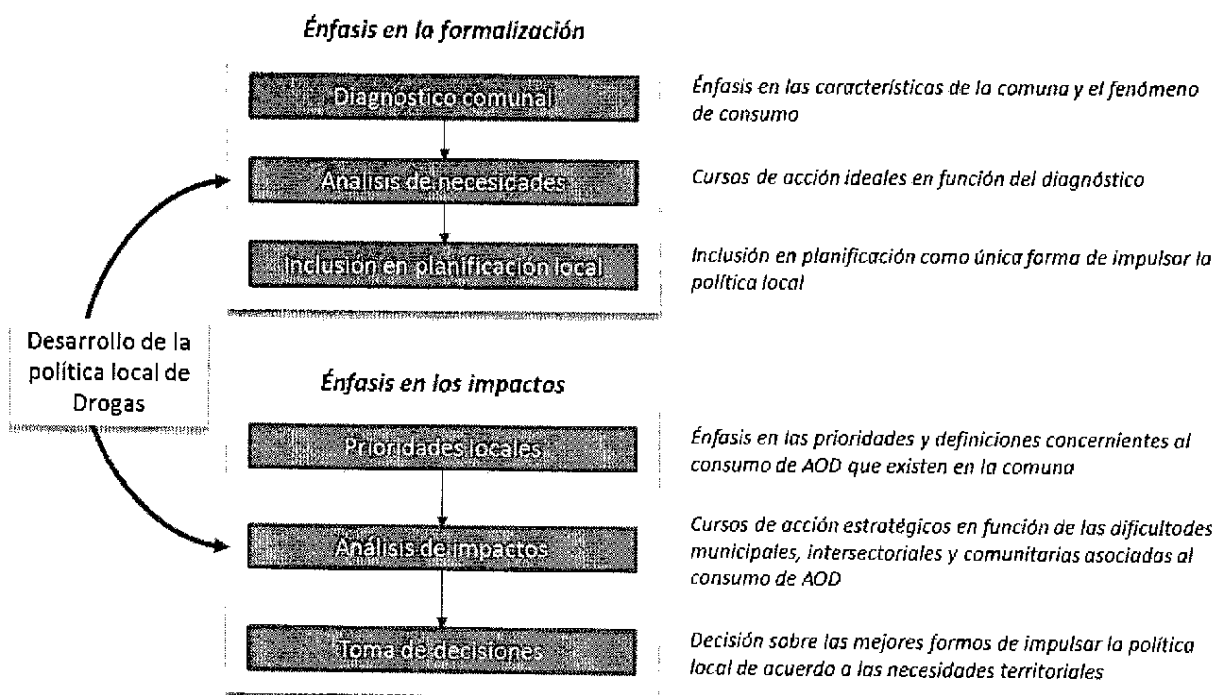 Énfasis en la formalización
Diagnóstico comunal
Énfasis en las características de la comuna y el fenómeno
de consumo
Análisis de necesidades
Cursos de acción ideales en función del diagnóstico
Inclusión en planificación local
Inclusión en planificación como única forma de impulsar la
política local
Desarrollo de la
política local de
Drogas
Énfasis en los impactos
Prioridades locales
Énfasis en las prioridades y definiciones concernientes al
consumo de AOD que existen en la comuna
Análisis de impactos
Cursos de acción estratégicos en función de las dificultades
municipales, intersectoriales y comunitarias asociadas al
consumo de AOD
Toma de decisiones
Decisión sobre las mejores formas de impulsar la política
local de acuerdo a las necesidades territoriales